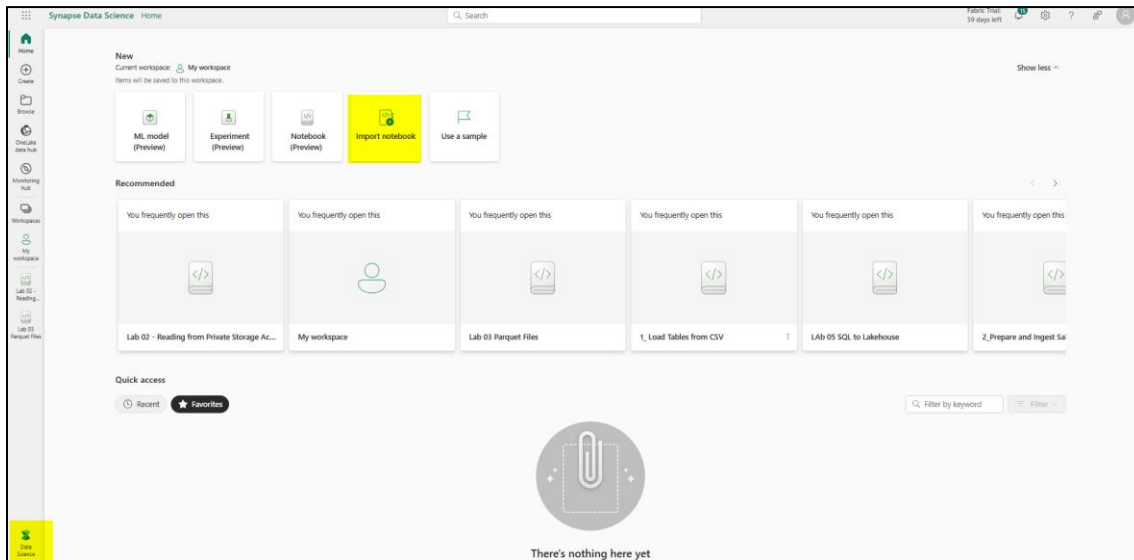 Synapse Data Science Home
Search
Fabric Trial:
59 days left
15
?
Home
Create
Browse
OneLake
data hub
Monitoring
hub
Workspaces
My
workspace
Lab 02 -
Reading...
Lab 03
Parquet Files
Data
Science
New
Current workspace: My workspace
Items will be saved to this workspace.
Show less
ML model
(Preview)
Experiment
(Preview)
Notebook
(Preview)
Import notebook
Use a sample
Recommended
You frequently open this
You frequently open this
You frequently open this
You frequently open this
You frequently open this
You frequently open this
Lab 02 - Reading from Private Storage Ac...
My workspace
Lab 03 Parquet Files
1_ Load Tables from CSV
LAb 05 SQL to Lakehouse
2_Prepare and Ingest Sal
Quick access
Recent
Favorites
Filter by keyword
Filter
There's nothing here yet